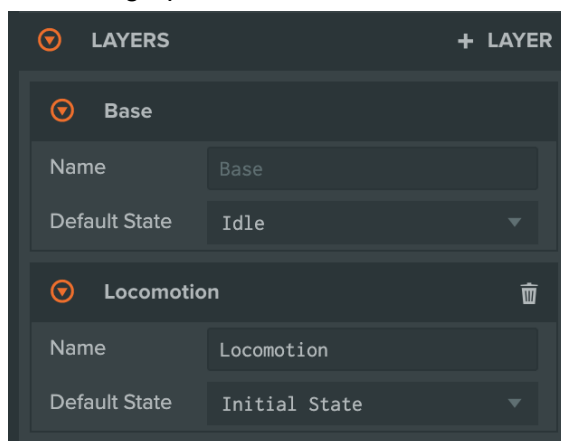 LAYERS + LAYER
Base
Name Base
Default State Idle
Locomotion
Name Locomotion
Default State Initial State